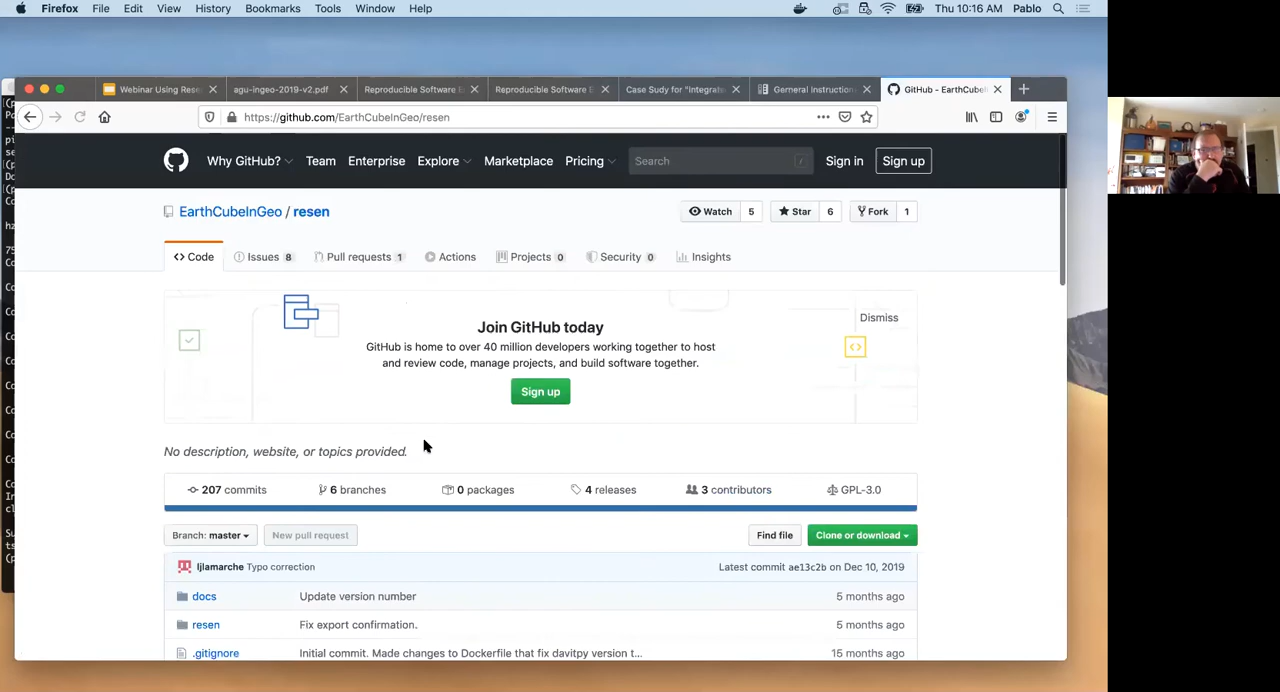 Firefox File Edit View History Bookmarks Tools Window Help Thu 10:16 AM Pablo
Webinar Using Rese agu-ingeo-2019-v2.pdf Reproducible Software E Reproducible Software E Case Sudy for "Integrat Gerneral Instruction GitHub - EarthCubeIn
https://github.com/EarthCubeInGeo/resen
Why GitHub? Team Enterprise Explore Marketplace Pricing Search / Sign in Sign up
EarthCubeInGeo / resen Watch 5 Star 6 Fork 1
Code Issues 8 Pull requests 1 Actions Projects 0 Security 0 Insights
Dismiss
Join GitHub today
GitHub is home to over 40 million developers working together to host
and review code, manage projects, and build software together.
Sign up
No description, website, or topics provided.
207 commits 6 branches 0 packages 4 releases 3 contributors GPL-3.0
Branch: master New pull request Find file Clone or download
ljlamarche Typo correction Latest commit ae13c2b on Dec 10, 2019
docs Update version number 5 months ago
resen Fix export confirmation. 5 months ago
.gitignore Initial commit. Made changes to Dockerfile that fix davitpy version t... 15 months ago